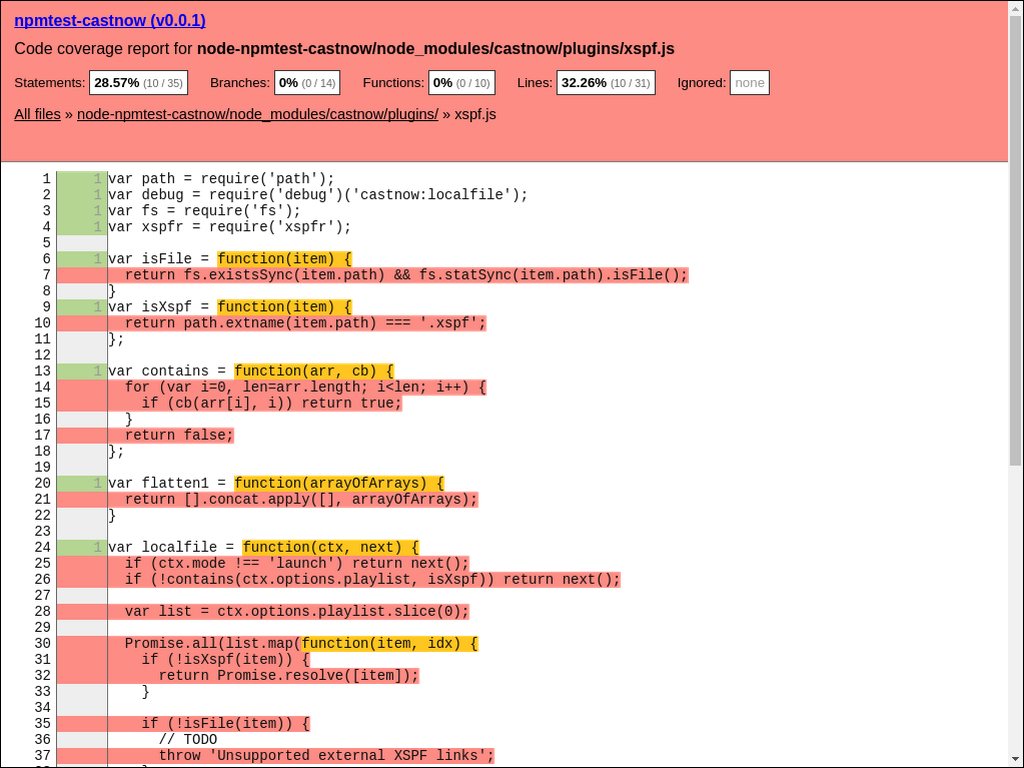 npmtest-castnow (v0.0.1)
Code coverage report for node-npmtest-castnow/node_modules/castnow/plugins/xspf.js
Statements: 28.57% (10 / 35) Branches: 0% (0 / 14) Functions: 0% (0 / 10) Lines: 32.26% (10 / 31) Ignored: none
All files » node-npmtest-castnow/node_modules/castnow/plugins/ » xspf.js
1 1 var path = require('path');
2 1 var debug = require('debug')('castnow:localfile');
3 1 var fs = require('fs');
4 1 var xspfr = require('xspfr');
5
6 1 var isFile = function(item) {
7 return fs.existsSync(item.path) && fs.statSync(item.path).isFile();
8 }
9 1 var isXspf = function(item) {
10 return path.extname(item.path) === '.xspf';
11 };
12
13 1 var contains = function(arr, cb) {
14 for (var i=0, len=arr.length; i<len; i++) {
15 if (cb(arr[i], i)) return true;
16 }
17 return false;
18 };
19
20 1 var flatten1 = function(arrayOfArrays) {
21 return [].concat.apply([], arrayOfArrays);
22 }
23
24 1 var localfile = function(ctx, next) {
25 if (ctx.mode !== 'launch') return next();
26 if (!contains(ctx.options.playlist, isXspf)) return next();
27
28 var list = ctx.options.playlist.slice(0);
29
30 Promise.all(list.map(function(item, idx) {
31 if (!isXspf(item)) {
32 return Promise.resolve([item]);
33 }
34
35 if (!isFile(item)) {
36 // TODO
37 throw 'Unsupported external XSPF links';